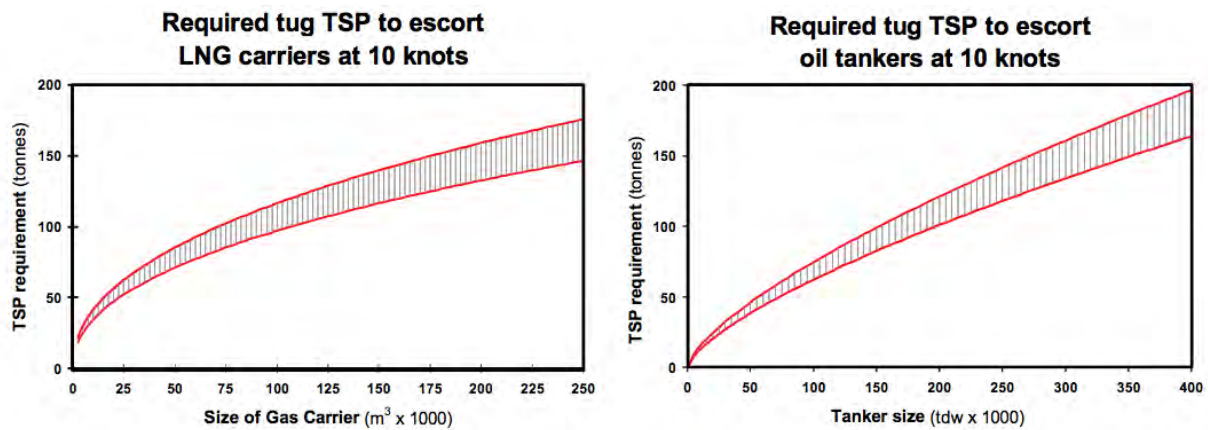 Required tug TSP to escort
LNG carriers at 10 knots
TSP requirement (tonnes)
200
150
100
50
0
0 25 50 75 100 125 150 175 200 225 250
Size of Gas Carrier (m³ x 1000)
Required tug TSP to escort
oil tankers at 10 knots
TSP requirement (tonnes)
200
150
100
50
0
0 50 100 150 200 250 300 350 400
Tanker size (tdw x 1000)